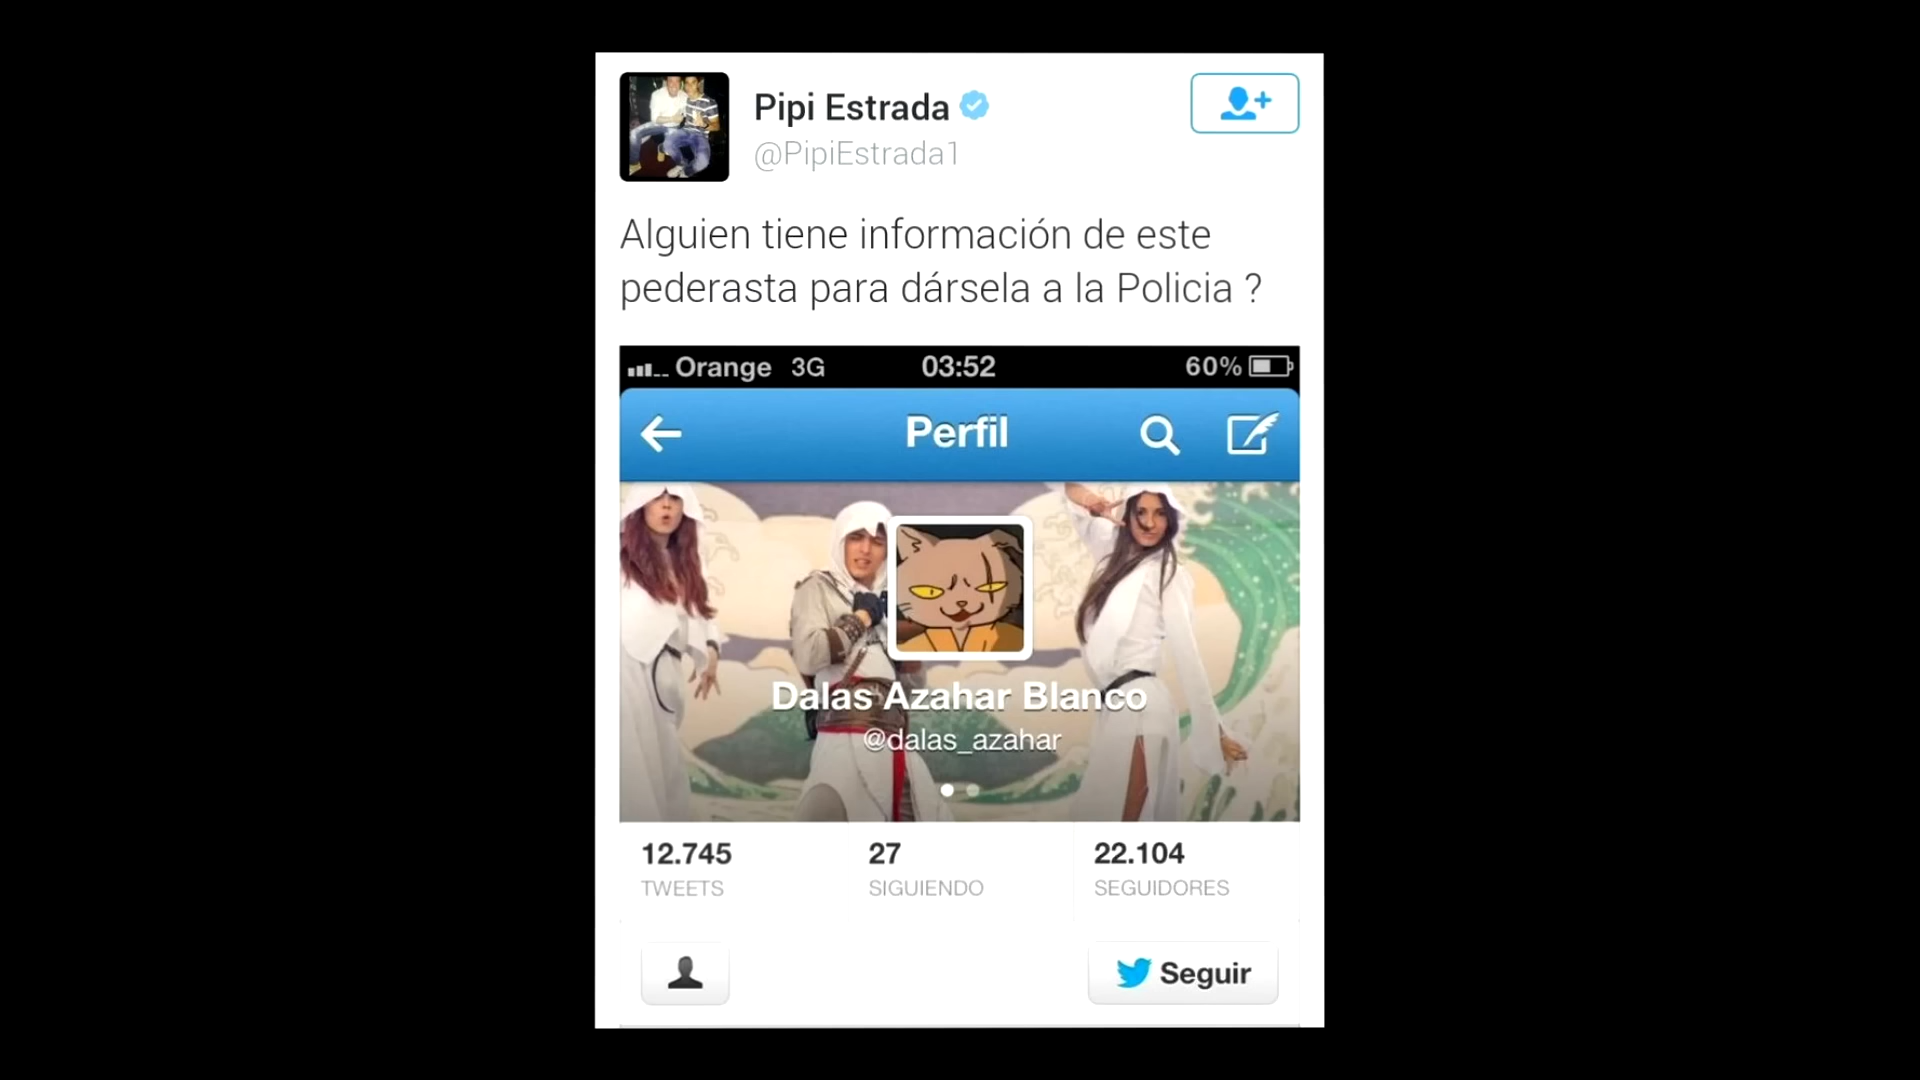 Pipi Estrada
@PipiEstrada1
Alguien tiene información de este
pederasta para dársela a la Policia ?
Orange 3G 03:52 60%
Perfil
Dalas Azahar Blanco
@dalas_azahar
12.745 27 22.104
TWEETS SIGUIENDO SEGUIDORES
Seguir